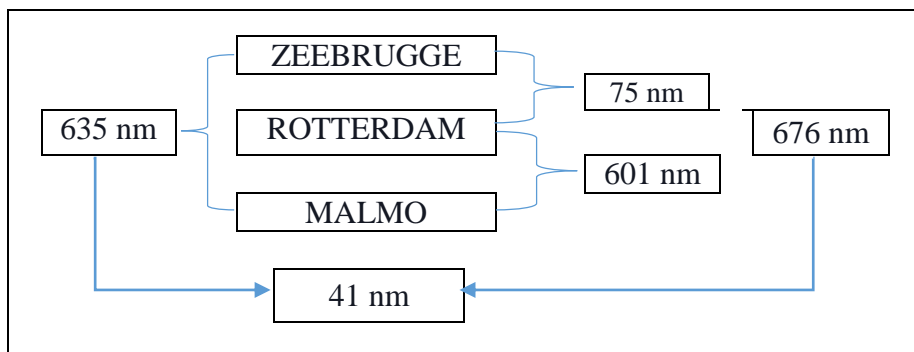 ZEEBRUGGE
75 nm
635 nm
ROTTERDAM
676 nm
601 nm
MALMO
41 nm